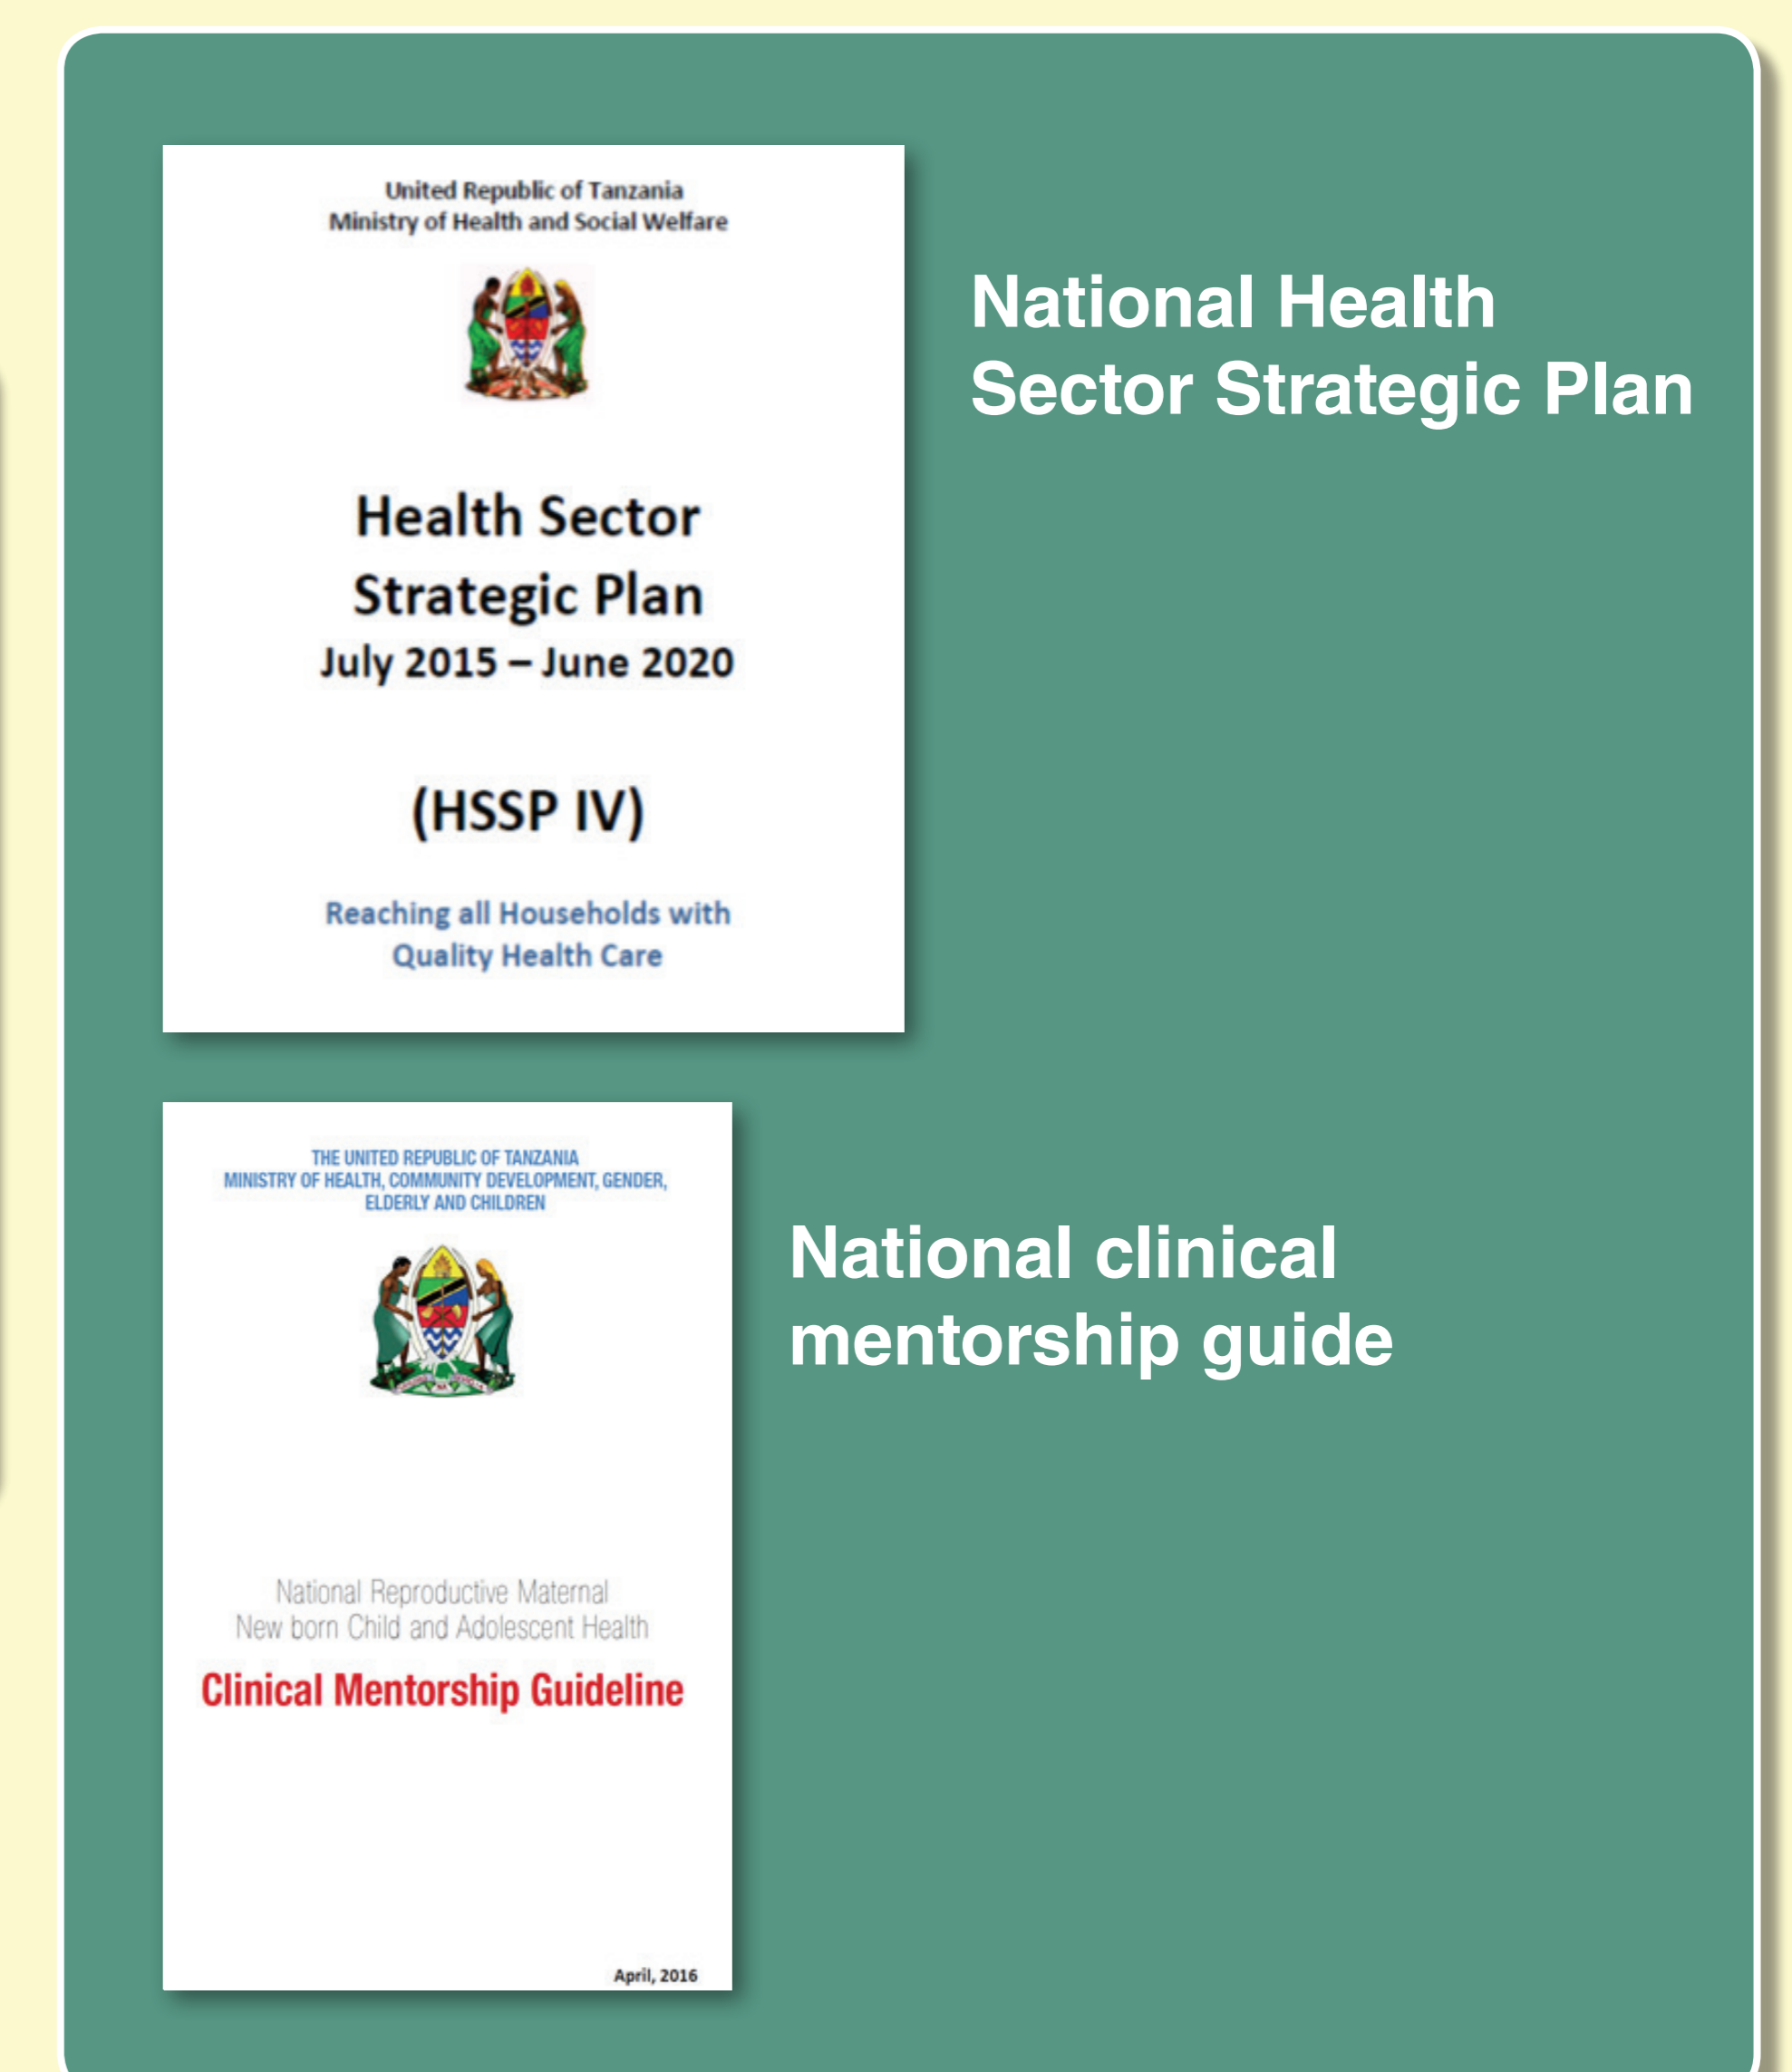 United Republic of Tanzania
Ministry of Health and Social Welfare
Health Sector
Strategic Plan
July 2015 – June 2020
(HSSP IV)
Reaching all Households with
Quality Health Care
National Health
Sector Strategic Plan
THE UNITED REPUBLIC OF TANZANIA
MINISTRY OF HEALTH, COMMUNITY DEVELOPMENT, GENDER,
ELDERLY AND CHILDREN
National Reproductive Maternal
New born Child and Adolescent Health
Clinical Mentorship Guideline
April, 2016
National clinical
mentorship guide